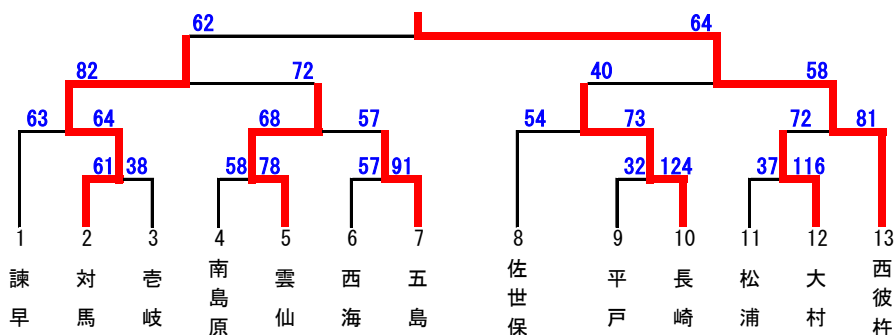 62 64
82 72 40 58
63 64 68 57 54 73 72 81
61 38 58 78 57 91 32 124 37 116
1 2 3 4 5 6 7 8 9 10 11 12 13
諫早 対馬 壱岐 南島原 雲仙 西海 五島 佐世保 平戸 長崎 松浦 大村 西彼杵